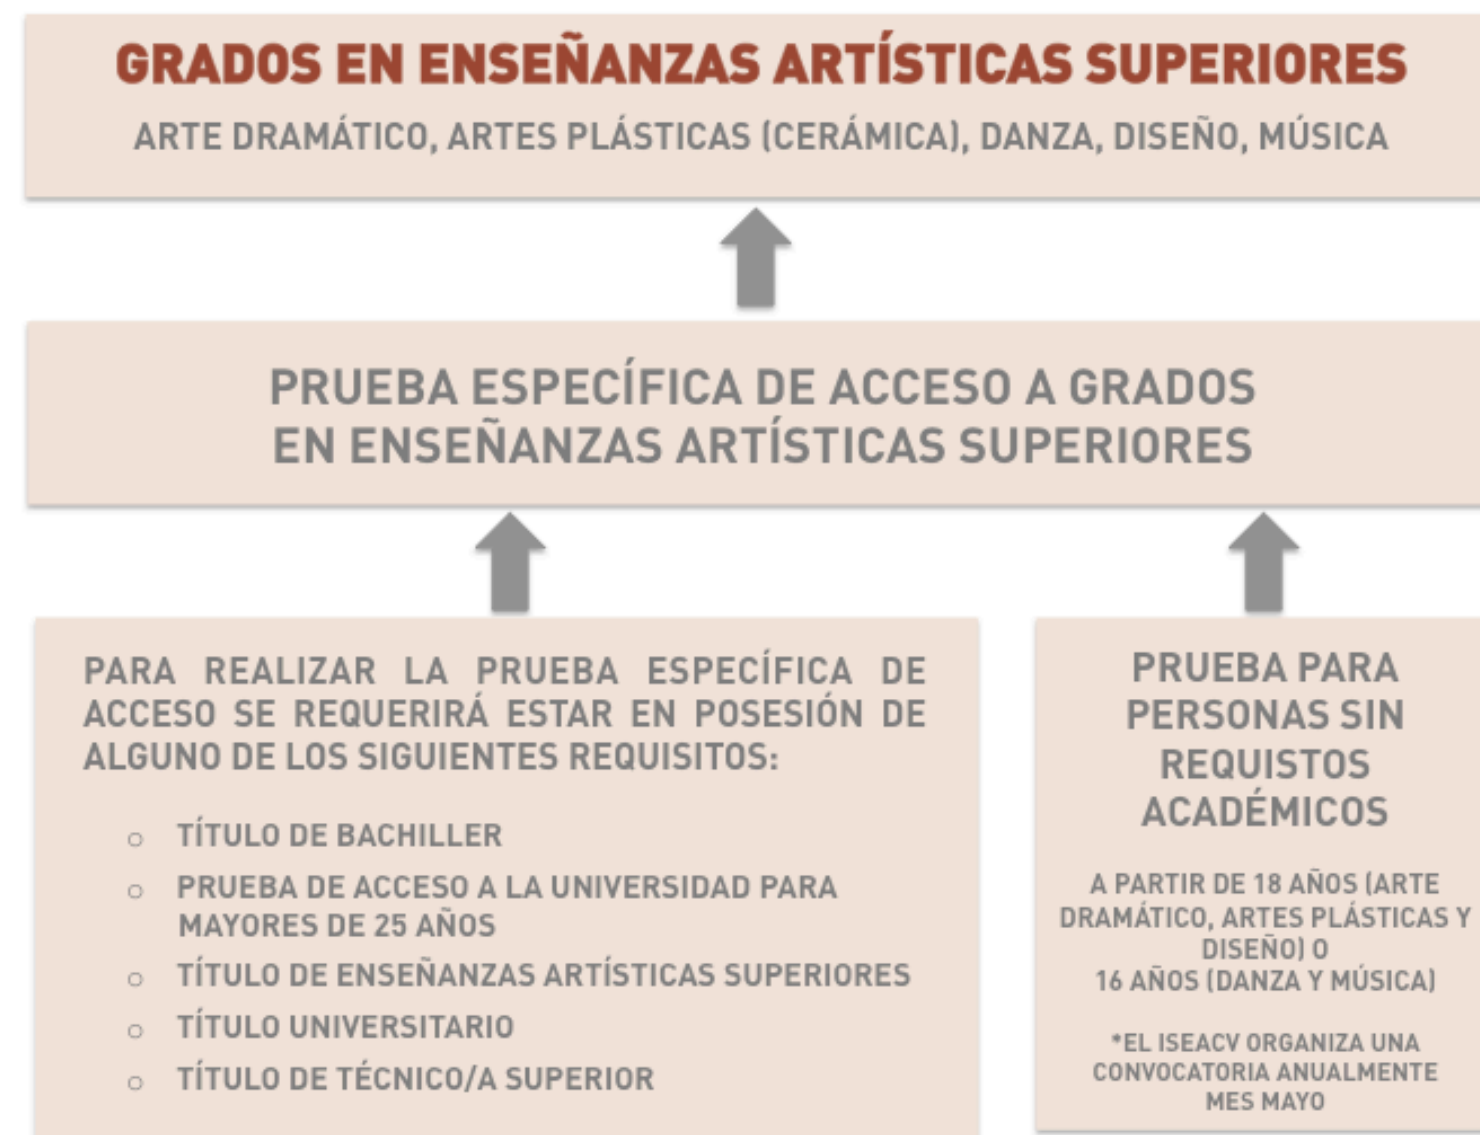 GRADOS EN ENSEÑANZAS ARTÍSTICAS SUPERIORES
ARTE DRAMÁTICO, ARTES PLÁSTICAS (CERÁMICA), DANZA, DISEÑO, MÚSICA
PRUEBA ESPECÍFICA DE ACCESO A GRADOS
EN ENSEÑANZAS ARTÍSTICAS SUPERIORES
PARA REALIZAR LA PRUEBA ESPECÍFICA DE
ACCESO SE REQUERIRÁ ESTAR EN POSESIÓN DE
ALGUNO DE LOS SIGUIENTES REQUISITOS:
○ TÍTULO DE BACHILLER
○ PRUEBA DE ACCESO A LA UNIVERSIDAD PARA
MAYORES DE 25 AÑOS
○ TÍTULO DE ENSEÑANZAS ARTÍSTICAS SUPERIORES
○ TÍTULO UNIVERSITARIO
○ TÍTULO DE TÉCNICO/A SUPERIOR
PRUEBA PARA
PERSONAS SIN
REQUISTOS
ACADÉMICOS
A PARTIR DE 18 AÑOS (ARTE
DRAMÁTICO, ARTES PLÁSTICAS Y
DISEÑO) O
16 AÑOS (DANZA Y MÚSICA)
*EL ISEACV ORGANIZA UNA
CONVOCATORIA ANUALMENTE
MES MAYO